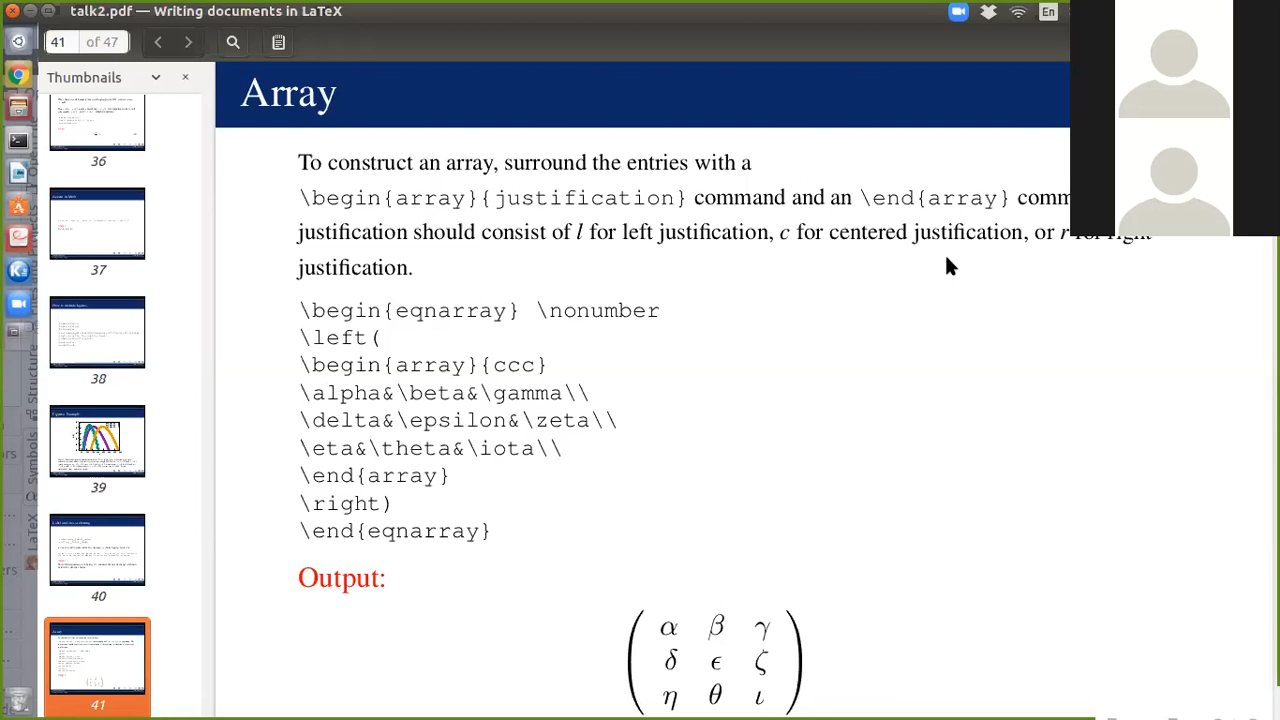 talk2.pdf — Writing documents in LaTeX
En
41 of 47
Thumbnails
36
37
38
39
40
41
Array
To construct an array, surround the entries with a
\begin{array}{justification} command and an \end{array} comm
justification should consist of l for left justification, c for centered justification, or r for right
justification.
\begin{eqnarray} \nonumber
\left(
\begin{array}{ccc}
\alpha&\beta&\gamma\\
\delta&\epsilon&\zeta\\
\eta&\theta&\iota\\
\end{array}
\right)
\end{eqnarray}
Output:
α β γ
δ ϵ ζ
η θ ι